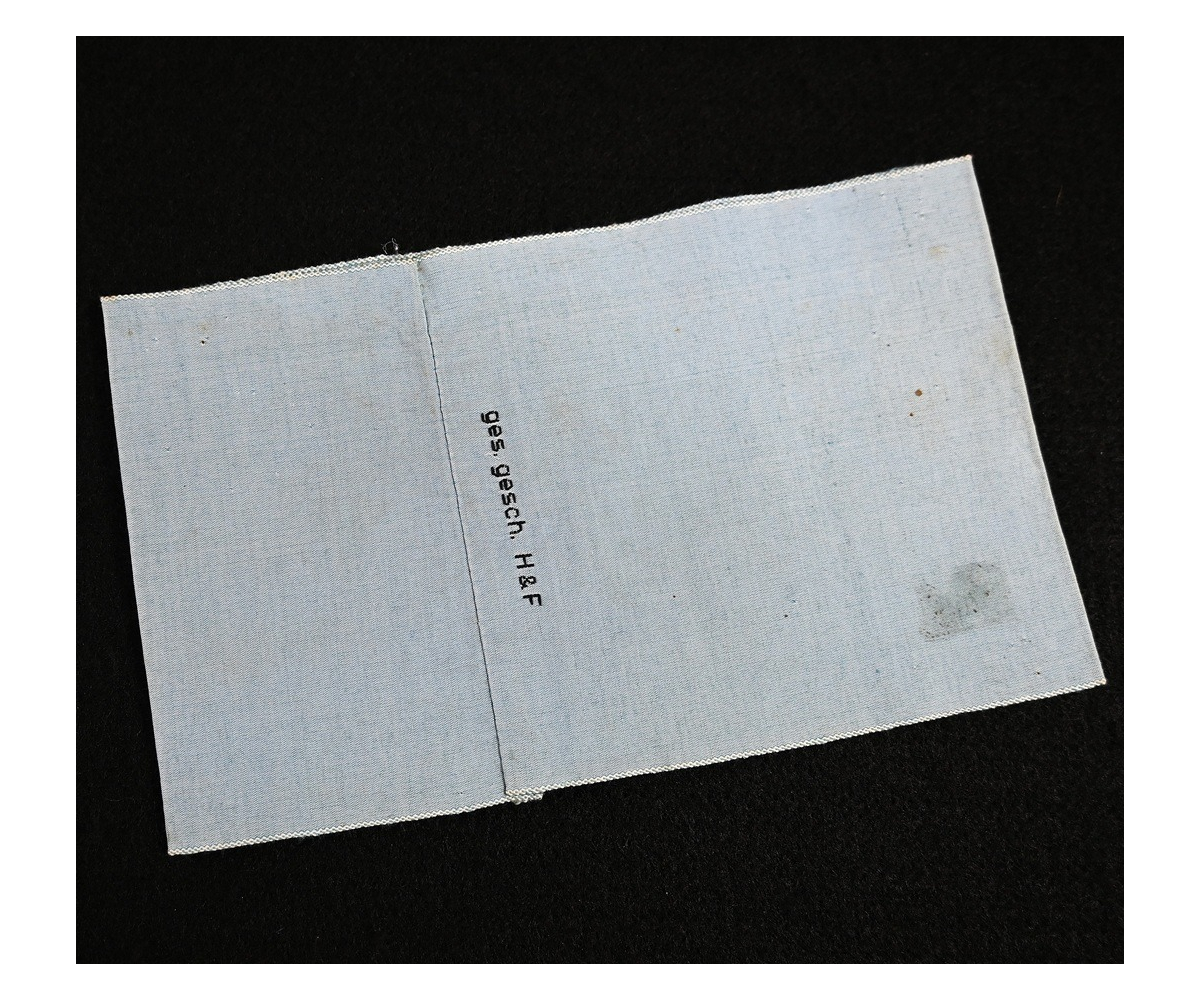 ges. gesch. H & F